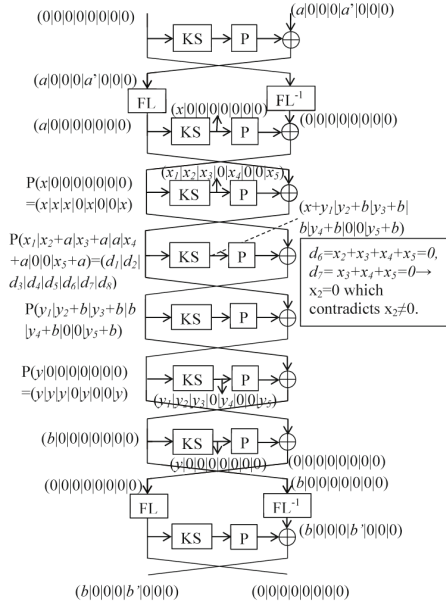 (0|0|0|0|0|0|0|0)
(a|0|0|0|a’|0|0|0)
KS P
(a|0|0|0|a’|0|0|0)
FL
FL-1
(x|0|0|0|0|0|0|0)
(a|0|0|0|0|0|0|0)
KS P
(0|0|0|0|0|0|0|0)
P(x|0|0|0|0|0|0|0)
=(x|x|x|0|x|0|0|x)
(x1|x2|x3|0|x4|0|0|x5)
KS P
(x+y1|y2+b|y3+b|
b|y4+b|0|0|y5+b)
P(x1|x2+a|x3+a|a|x4
+a|0|0|x5+a)=(d1|d2|
d3|d4|d5|d6|d7|d8)
KS P
d6=x2+x3+x4+x5=0,
d7= x3+x4+x5=0→
x2=0 which
contradicts x2≠0.
P(y1|y2+b|y3+b|b
|y4+b|0|0|y5+b)
KS P
P(y|0|0|0|0|0|0|0)
=(y|y|y|0|y|0|0|y)
KS P
(y1|y2|y3|0|y4|0|0|y5)
(b|0|0|0|0|0|0|0)
KS P
(y|0|0|0|0|0|0|0)
(0|0|0|0|0|0|0|0)
(0|0|0|0|0|0|0|0)
(b|0|0|0|0|0|0|0)
FL
FL-1
KS P
(b|0|0|0|b’|0|0|0)
(b|0|0|0|b’|0|0|0)
(0|0|0|0|0|0|0|0)